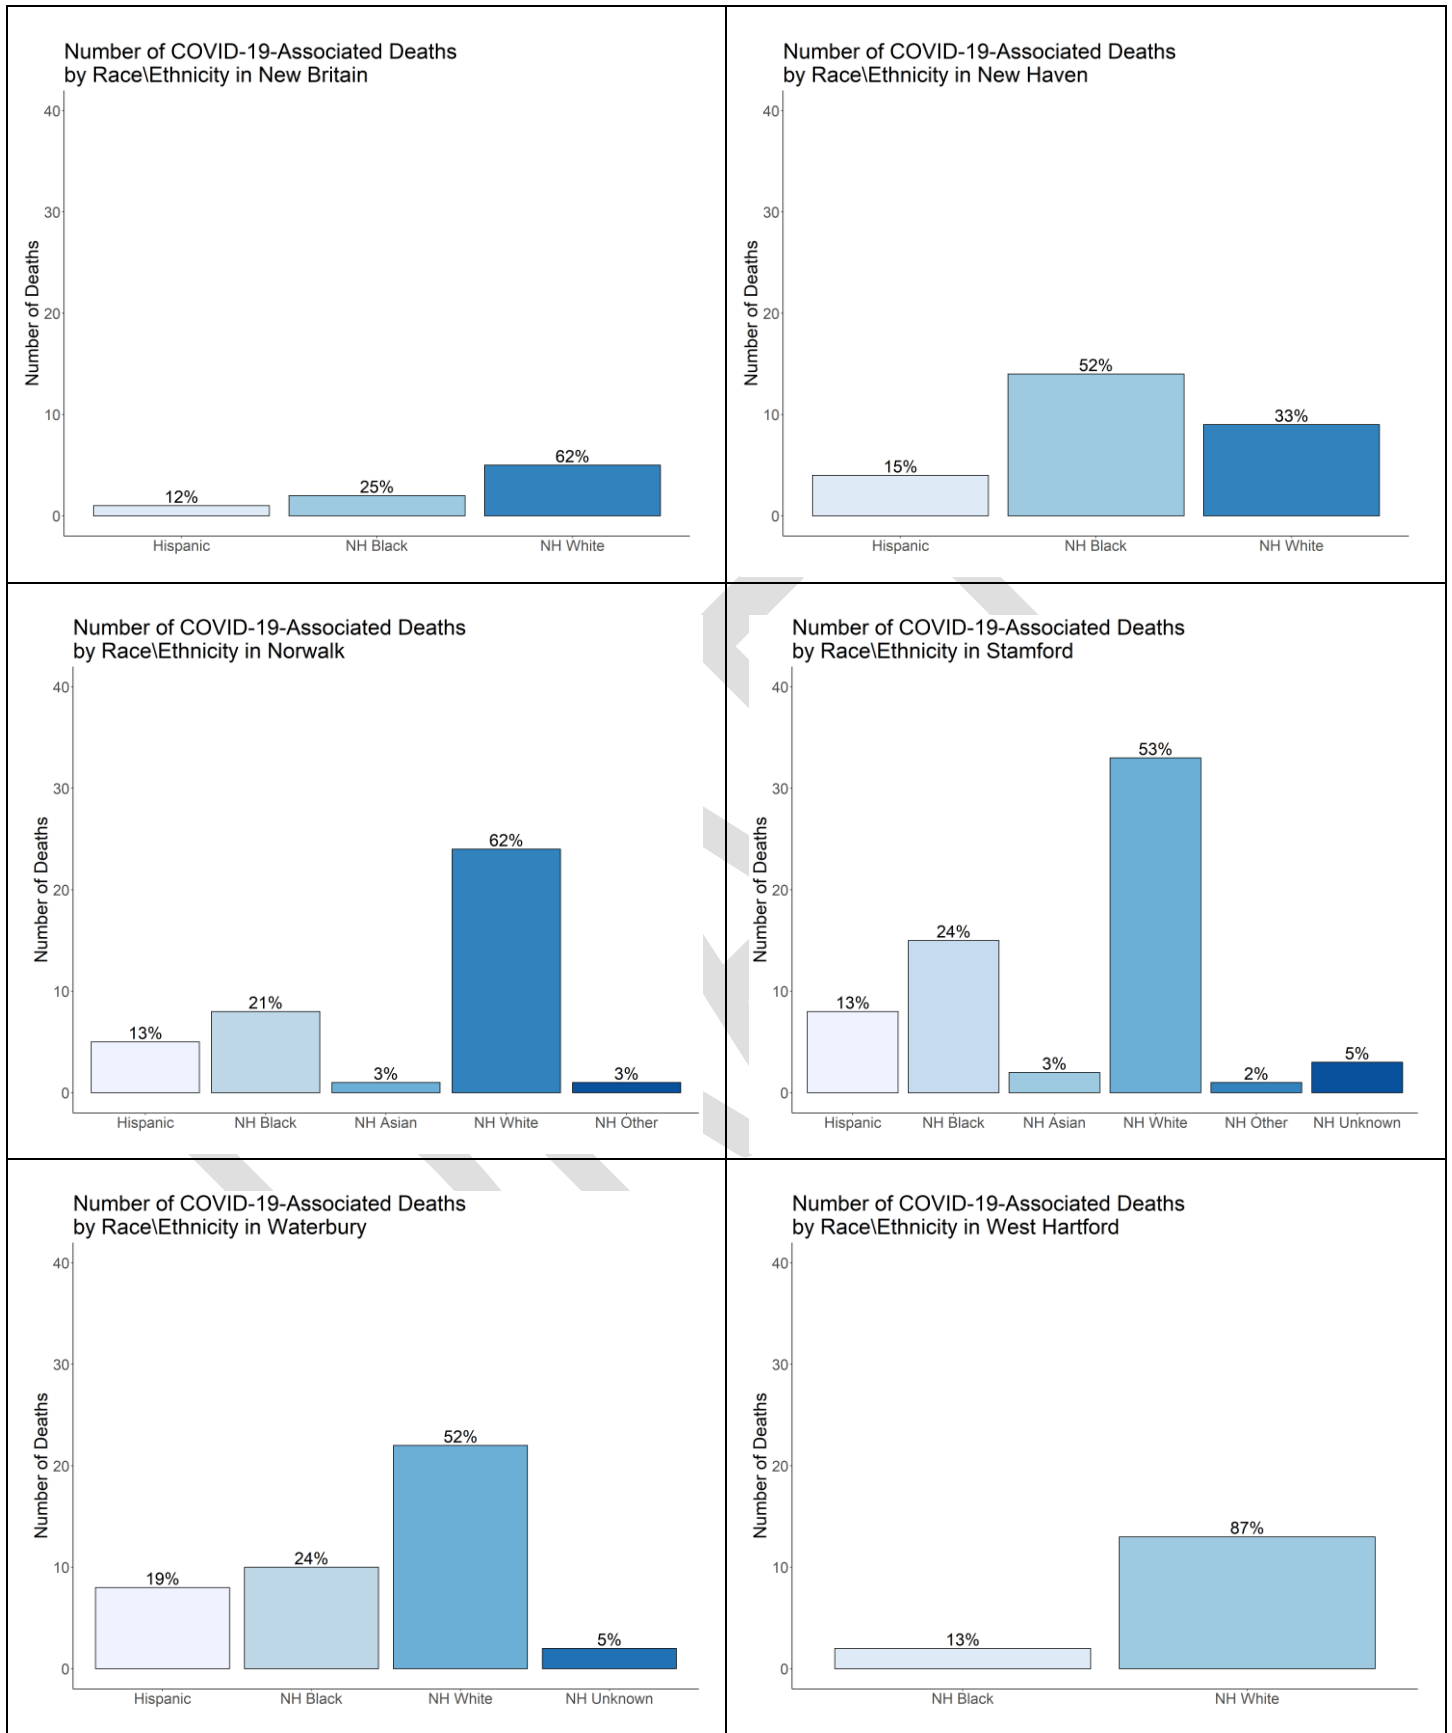 Number of COVID-19-Associated Deaths
by Race\Ethnicity in New Britain
40
30
20
10
0
Number of Deaths
12%
25%
62%
Hispanic
NH Black
NH White
Number of COVID-19-Associated Deaths
by Race\Ethnicity in New Haven
40
30
20
10
0
Number of Deaths
15%
52%
33%
Hispanic
NH Black
NH White
Number of COVID-19-Associated Deaths
by Race\Ethnicity in Norwalk
40
30
20
10
0
Number of Deaths
13%
21%
3%
62%
3%
Hispanic
NH Black
NH Asian
NH White
NH Other
Number of COVID-19-Associated Deaths
by Race\Ethnicity in Stamford
40
30
20
10
0
Number of Deaths
13%
24%
3%
53%
2%
5%
Hispanic
NH Black
NH Asian
NH White
NH Other
NH Unknown
Number of COVID-19-Associated Deaths
by Race\Ethnicity in Waterbury
40
30
20
10
0
Number of Deaths
19%
24%
52%
5%
Hispanic
NH Black
NH White
NH Unknown
Number of COVID-19-Associated Deaths
by Race\Ethnicity in West Hartford
40
30
20
10
0
Number of Deaths
13%
87%
NH Black
NH White